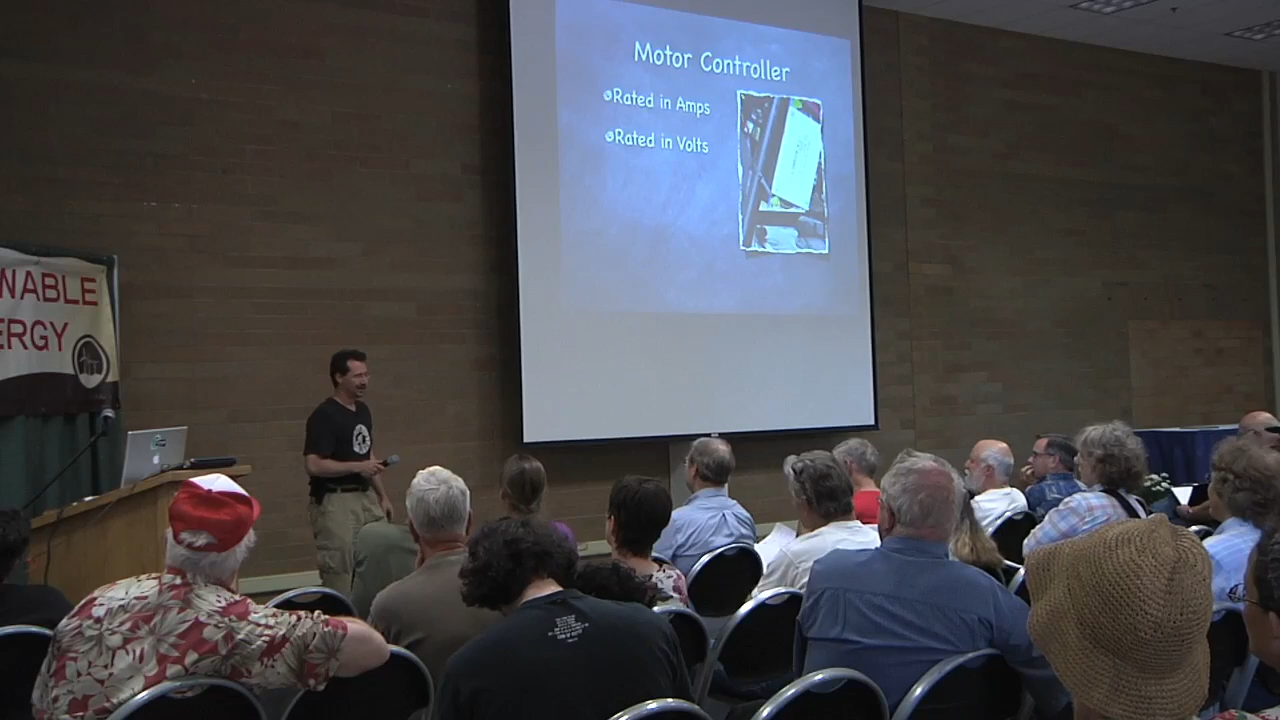 Motor Controller
Rated in Amps
Rated in Volts
NABLE
ERGY